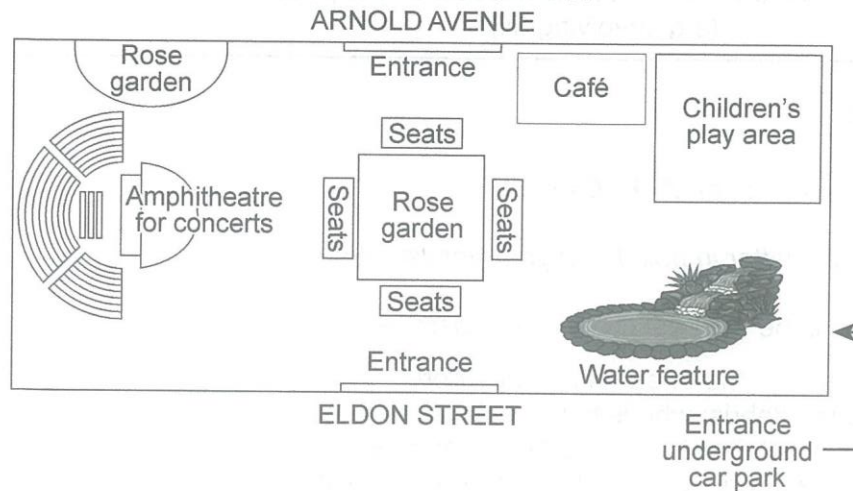 ARNOLD AVENUE
Rose
garden
Entrance
Café
Children's
play area
Seats
Amphitheatre
for concerts
Seats
Rose
garden
Seats
Seats
Entrance
Water feature
ELDON STREET
Entrance
underground
car park